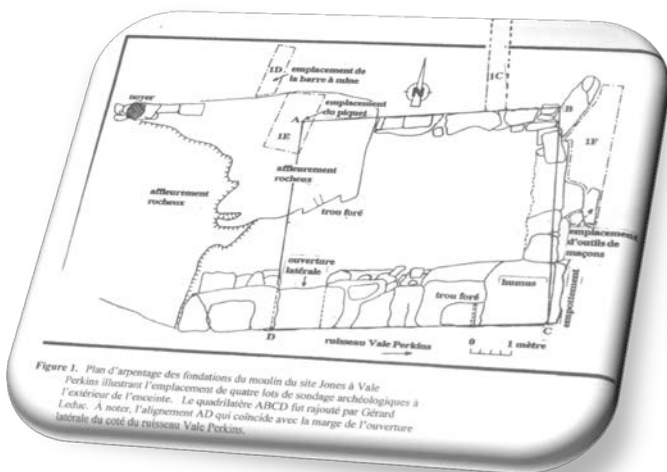 1D
emplacement de
la barre à mine
1C
noyer
N
A
emplacement
du piquet
B
1E
1F
affleurement
rocheux
affleurement
rocheux
trou foré
emplacement
d'outils de
maçons
ouverture
latérale
humus
trou foré
empottement
D
ruisseau Vale Perkins
0 1 mètre
C
Figure 1. Plan d'arpentage des fondations du moulin du site Jones à Vale
Perkins illustrant l'emplacement de quatre lots de sondage archéologiques à
l'extérieur de l'enceinte. Le quadrilatère ABCD fut rajouté par Gérard
Leduc. À noter, l'alignement AD qui coïncide avec la marge de l'ouverture
latérale du coté du ruisseau Vale Perkins.